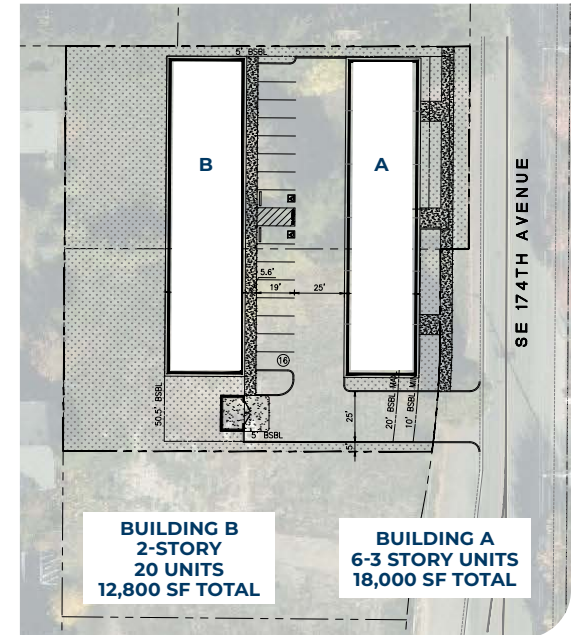 5' BSBL
B
A
SE 174TH AVENUE
5.6'
19'
25'
16
50.5' BSBL
20' BSBL MAX
10' BSBL MIN
25'
5' BSBL
5'
BUILDING B
2-STORY
20 UNITS
12,800 SF TOTAL
BUILDING A
6-3 STORY UNITS
18,000 SF TOTAL